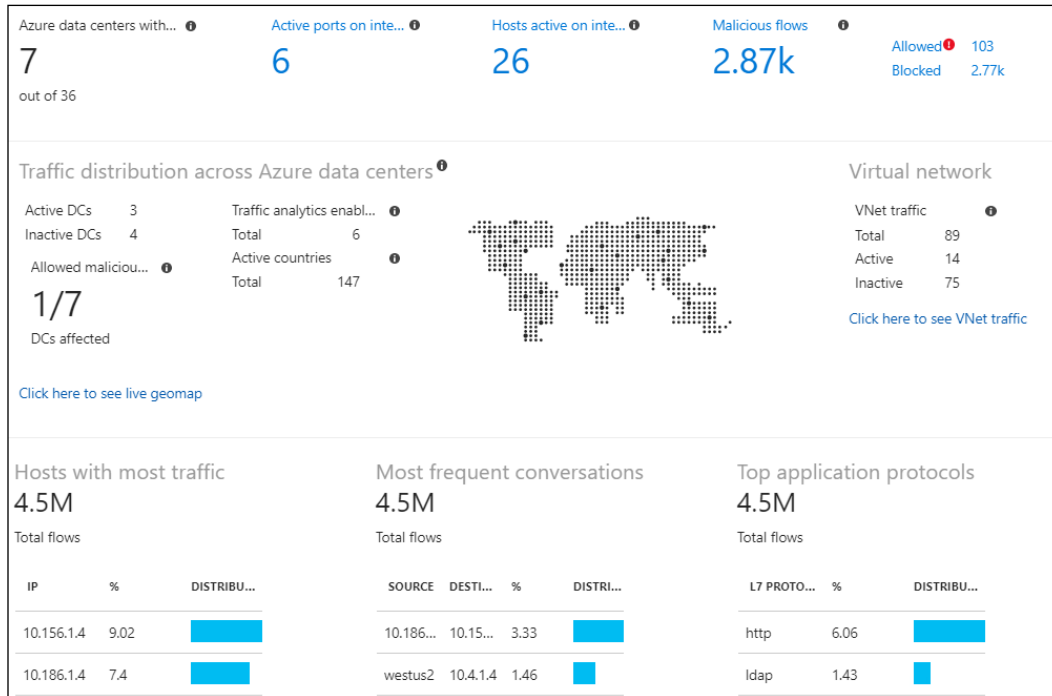 Azure data centers with...
7
out of 36
Active ports on inte...
6
Hosts active on inte...
26
Malicious flows
2.87k
Allowed 103
Blocked 2.77k
Traffic distribution across Azure data centers
Active DCs 3
Inactive DCs 4
Allowed maliciou...
1/7
DCs affected
Traffic analytics enabl...
Total 6
Active countries
Total 147
Click here to see live geomap
Virtual network
VNet traffic
Total 89
Active 14
Inactive 75
Click here to see VNet traffic
Hosts with most traffic
4.5M
Total flows
IP % DISTRIBU...
10.156.1.4 9.02
10.186.1.4 7.4
Most frequent conversations
4.5M
Total flows
SOURCE DESTI... % DISTRI...
10.186... 10.15... 3.33
westus2 10.4.1.4 1.46
Top application protocols
4.5M
Total flows
L7 PROTO... % DISTRIBU...
http 6.06
ldap 1.43